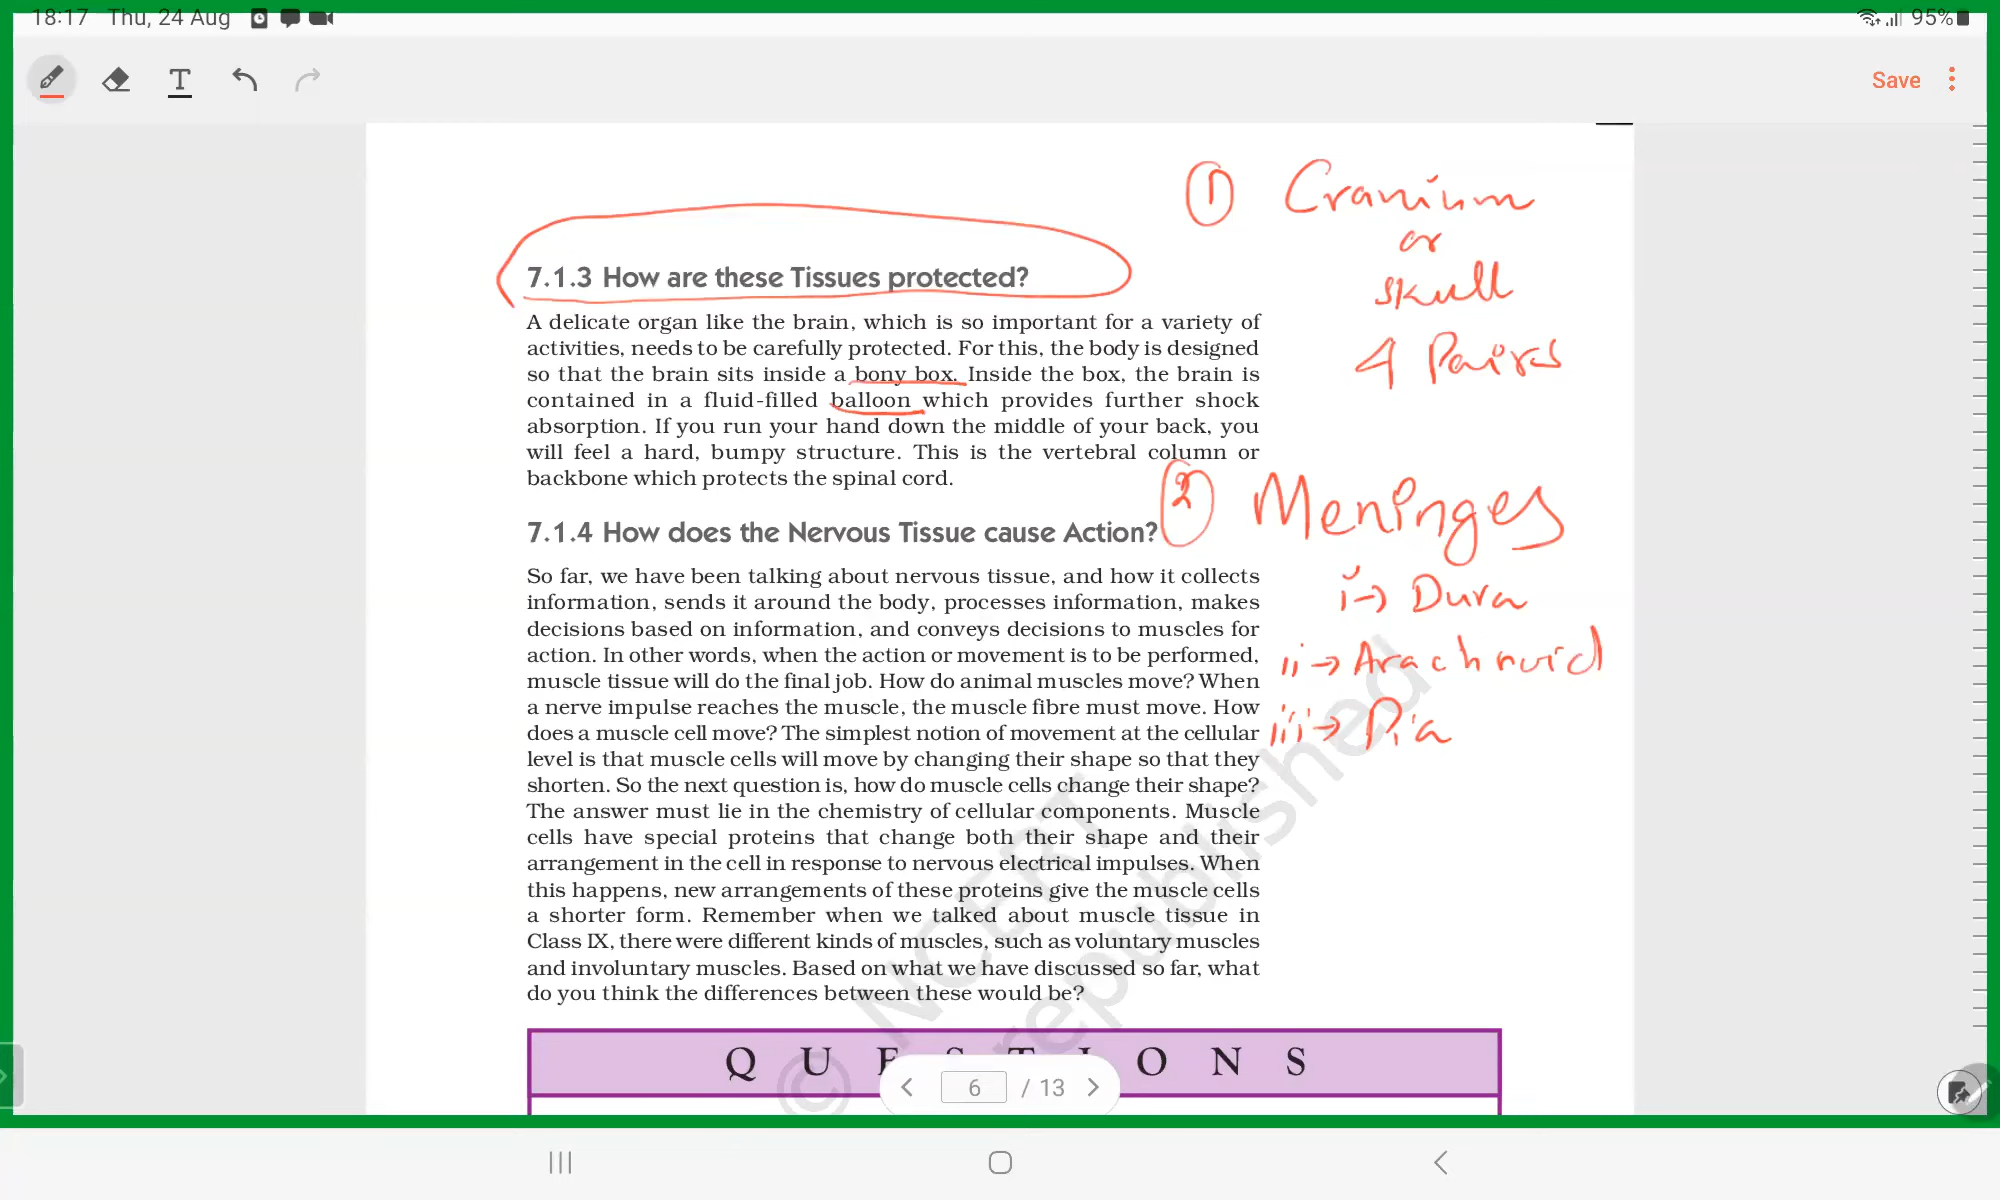 18:17 Thu, 24 Aug
95%
T
Save
① Cranium
or
skull
4 Pairs
7.1.3 How are these Tissues protected?
A delicate organ like the brain, which is so important for a variety of
activities, needs to be carefully protected. For this, the body is designed
so that the brain sits inside a bony box. Inside the box, the brain is
contained in a fluid-filled balloon which provides further shock
absorption. If you run your hand down the middle of your back, you
will feel a hard, bumpy structure. This is the vertebral column or
backbone which protects the spinal cord.
② Meninges
i → Dura
ii → Arachnoid
iii → Pia
7.1.4 How does the Nervous Tissue cause Action?
So far, we have been talking about nervous tissue, and how it collects
information, sends it around the body, processes information, makes
decisions based on information, and conveys decisions to muscles for
action. In other words, when the action or movement is to be performed,
muscle tissue will do the final job. How do animal muscles move? When
a nerve impulse reaches the muscle, the muscle fibre must move. How
does a muscle cell move? The simplest notion of movement at the cellular
level is that muscle cells will move by changing their shape so that they
shorten. So the next question is, how do muscle cells change their shape?
The answer must lie in the chemistry of cellular components. Muscle
cells have special proteins that change both their shape and their
arrangement in the cell in response to nervous electrical impulses. When
this happens, new arrangements of these proteins give the muscle cells
a shorter form. Remember when we talked about muscle tissue in
Class IX, there were different kinds of muscles, such as voluntary muscles
and involuntary muscles. Based on what we have discussed so far, what
do you think the differences between these would be?
© NCERT
republished
QUESTIONS
6 / 13